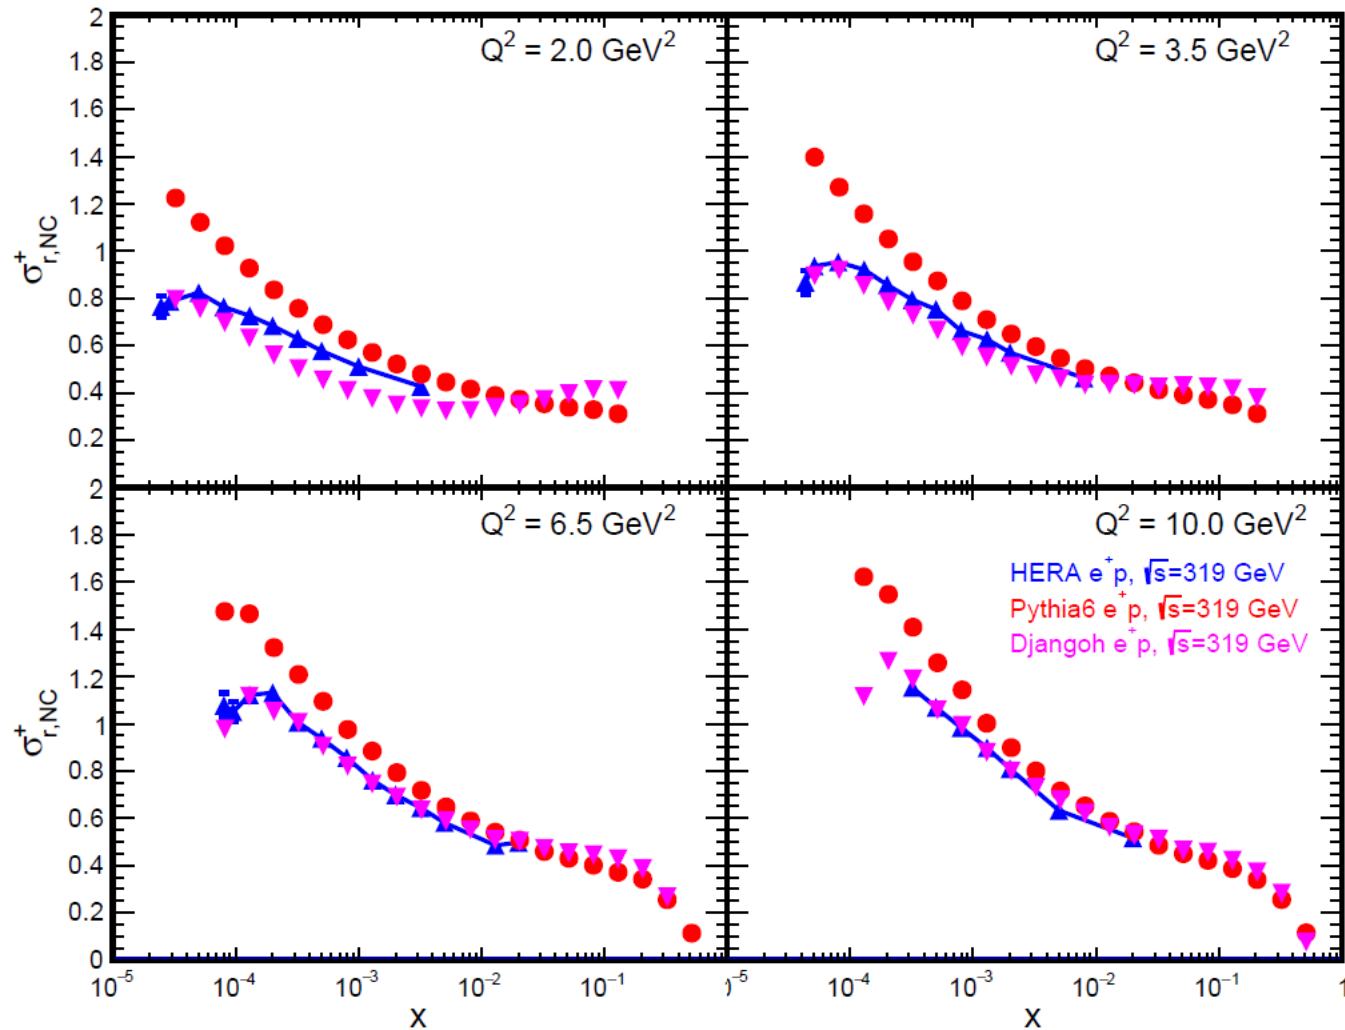 Q² = 2.0 GeV²
Q² = 3.5 GeV²
2
1.8
1.6
1.4
1.2
1
0.8
0.6
0.4
0.2
σ⁺r,NC
Q² = 6.5 GeV²
Q² = 10.0 GeV²
HERA e⁺p, √s=319 GeV
Pythia6 e⁺p, √s=319 GeV
Djangoh e⁺p, √s=319 GeV
2
1.8
1.6
1.4
1.2
1
0.8
0.6
0.4
0.2
0
σ⁺r,NC
10⁻⁵ 10⁻⁴ 10⁻³ 10⁻² 10⁻¹
10⁻⁴ 10⁻³ 10⁻² 10⁻¹ 1
x x